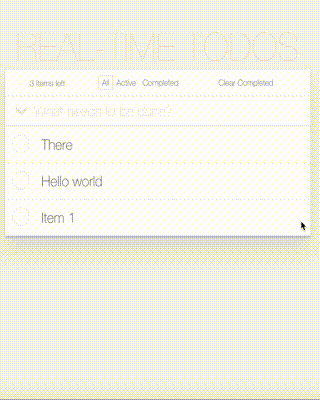 REAL-TIME TODOS
3 items left All Active Completed Clear Completed
What needs to be done?
There
Hello world
Item 1